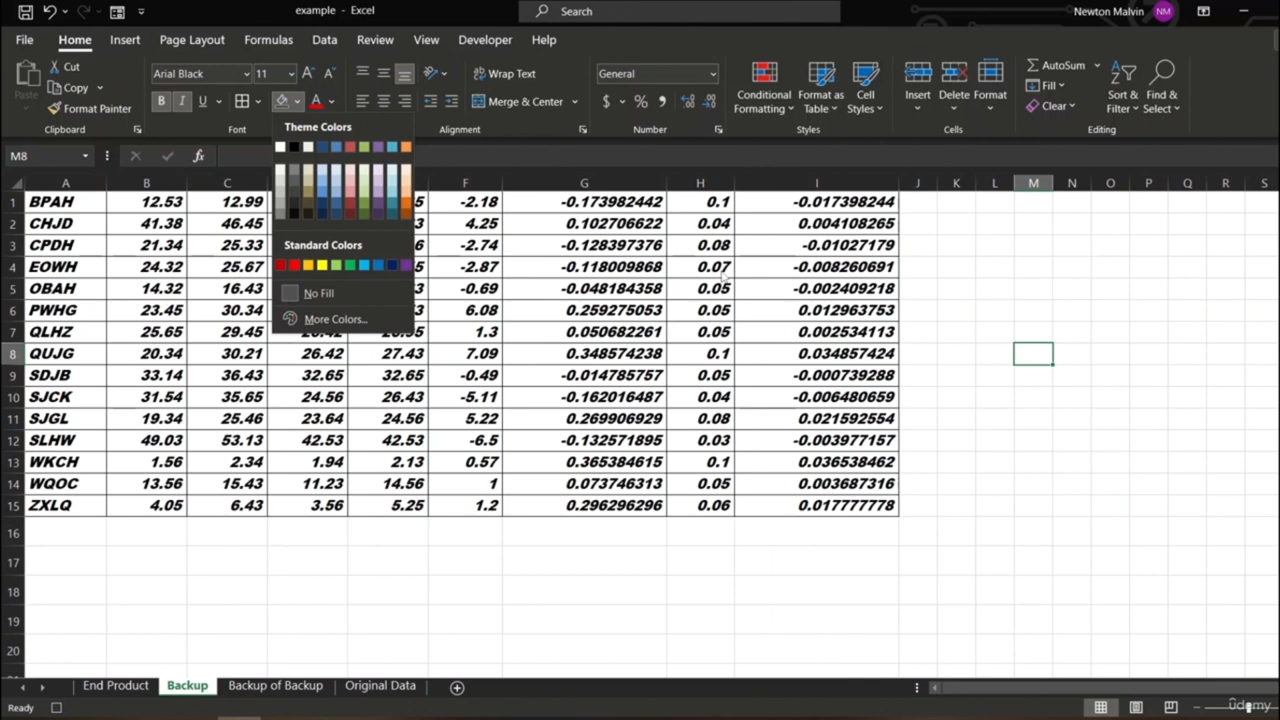 example - Excel
Search
Newton Malvin NM
File Home Insert Page Layout Formulas Data Review View Developer Help
Paste
Cut
Copy
Format Painter
Clipboard
Arial Black 11
B I U
Font
Wrap Text
Merge & Center
Alignment
General
$ % ,
Number
Conditional Formatting
Format as Table
Cell Styles
Styles
Insert
Delete
Format
Cells
AutoSum
Fill
Clear
Sort & Filter
Find & Select
Editing
M8
fx
Theme Colors
Standard Colors
No Fill
More Colors...
A B C F G H I J K L M N O P Q R S
1 BPAH 12.53 12.99 5 -2.18 -0.173982442 0.1 -0.017398244
2 CHJD 41.38 46.45 3 4.25 0.102706622 0.04 0.004108265
3 CPDH 21.34 25.33 6 -2.74 -0.128397376 0.08 -0.01027179
4 EOWH 24.32 25.67 5 -2.87 -0.118009868 0.07 -0.008260691
5 OBAH 14.32 16.43 3 -0.69 -0.048184358 0.05 -0.002409218
6 PWHG 23.45 30.34 3 6.08 0.259275053 0.05 0.012963753
7 QLHZ 25.65 29.45 1.3 0.050682261 0.05 0.002534113
8 QUJG 20.34 30.21 26.42 27.43 7.09 0.348574238 0.1 0.034857424
9 SDJB 33.14 36.43 32.65 32.65 -0.49 -0.014785757 0.05 -0.000739288
10 SJCK 31.54 35.65 24.56 26.43 -5.11 -0.162016487 0.04 -0.006480659
11 SJGL 19.34 25.46 23.64 24.56 5.22 0.269906929 0.08 0.021592554
12 SLHW 49.03 53.13 42.53 42.53 -6.5 -0.132571895 0.03 -0.003977157
13 WKCH 1.56 2.34 1.94 2.13 0.57 0.365384615 0.1 0.036538462
14 WQOC 13.56 15.43 11.23 14.56 1 0.073746313 0.05 0.003687316
15 ZXLQ 4.05 6.43 3.56 5.25 1.2 0.296296296 0.06 0.017777778
16
17
18
19
20
End Product Backup Backup of Backup Original Data
Ready
ûdemy